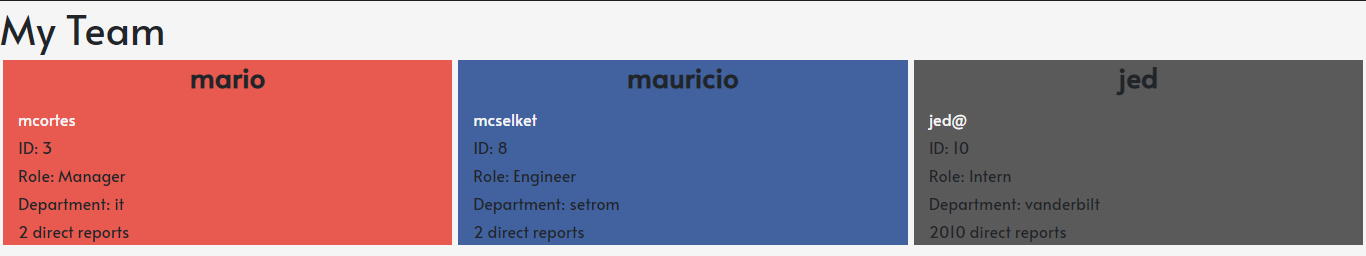 My Team
mario
mcortes
ID: 3
Role: Manager
Department: it
2 direct reports
mauricio
mcselket
ID: 8
Role: Engineer
Department: setrom
2 direct reports
jed
jed@
ID: 10
Role: Intern
Department: vanderbilt
2010 direct reports